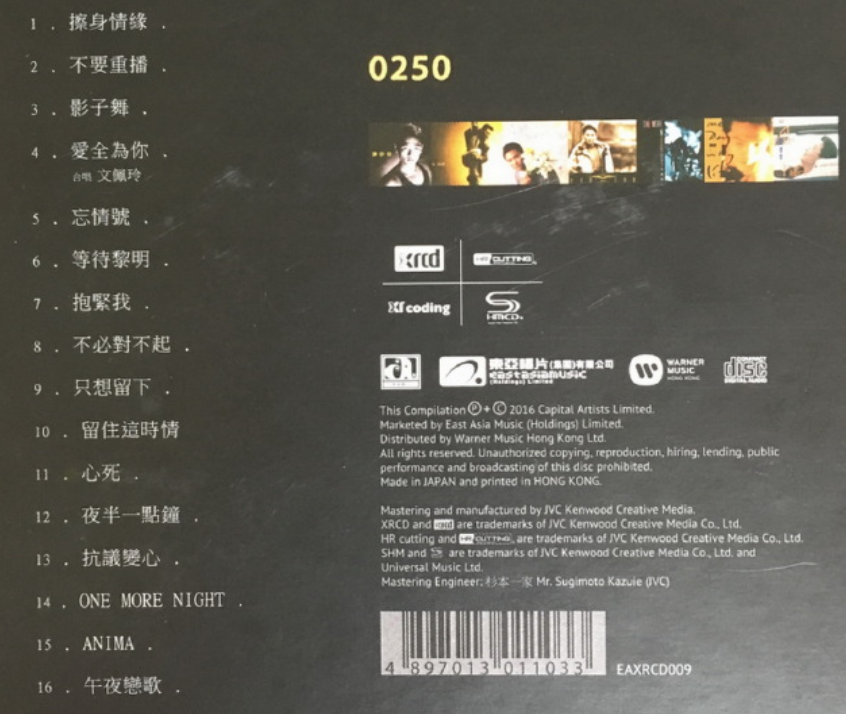 1 . 擦身情緣 .
2 . 不要重播 .
3 . 影子舞 .
4 . 愛全為你 .
合唱 文佩玲
5 . 忘情號 .
6 . 等待黎明 .
7 . 抱緊我 .
8 . 不必對不起 .
9 . 只想留下 .
10 . 留住這時情
11 . 心死 .
12 . 夜半一點鐘 .
13 . 抗議變心 .
14 . ONE MORE NIGHT .
15 . ANIMA .
16 . 午夜戀歌 .
0250
xrcd
HR CUTTING
Xf coding
SHM-CD
東亞唱片(集團)有限公司
eastasiamusic
(Holdings) Limited
WARNER
MUSIC
HONG KONG
COMPACT
disc
DIGITAL AUDIO
This Compilation Ⓟ + © 2016 Capital Artists Limited.
Marketed by East Asia Music (Holdings) Limited.
Distributed by Warner Music Hong Kong Ltd.
All rights reserved. Unauthorized copying, reproduction, hiring, lending, public
performance and broadcasting of this disc prohibited.
Made in JAPAN and printed in HONG KONG.
Mastering and manufactured by JVC Kenwood Creative Media.
XRCD and xrcd are trademarks of JVC Kenwood Creative Media Co., Ltd.
HR cutting and HR CUTTING, are trademarks of JVC Kenwood Creative Media Co., Ltd.
SHM and are trademarks of JVC Kenwood Creative Media Co., Ltd. and
Universal Music Ltd.
Mastering Engineer: 杉本一家 Mr. Sugimoto Kazuie (JVC)
4 897013 011033
EAXRCD009